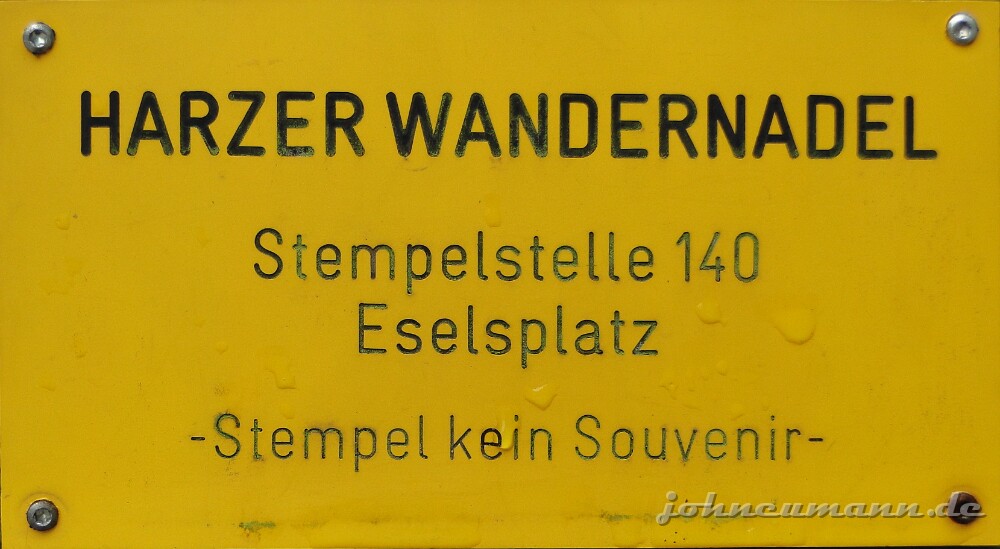 HARZER WANDERNADEL
Stempelstelle 140
Eselsplatz
-Stempel kein Souvenir-
johneumann.de